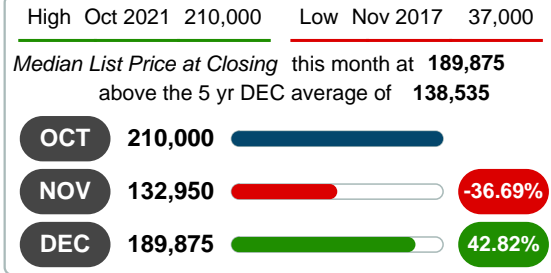 High Oct 2021 210,000 Low Nov 2017 37,000
Median List Price at Closing this month at 189,875
above the 5 yr DEC average of 138,535
OCT 210,000
NOV 132,950 -36.69%
DEC 189,875 42.82%